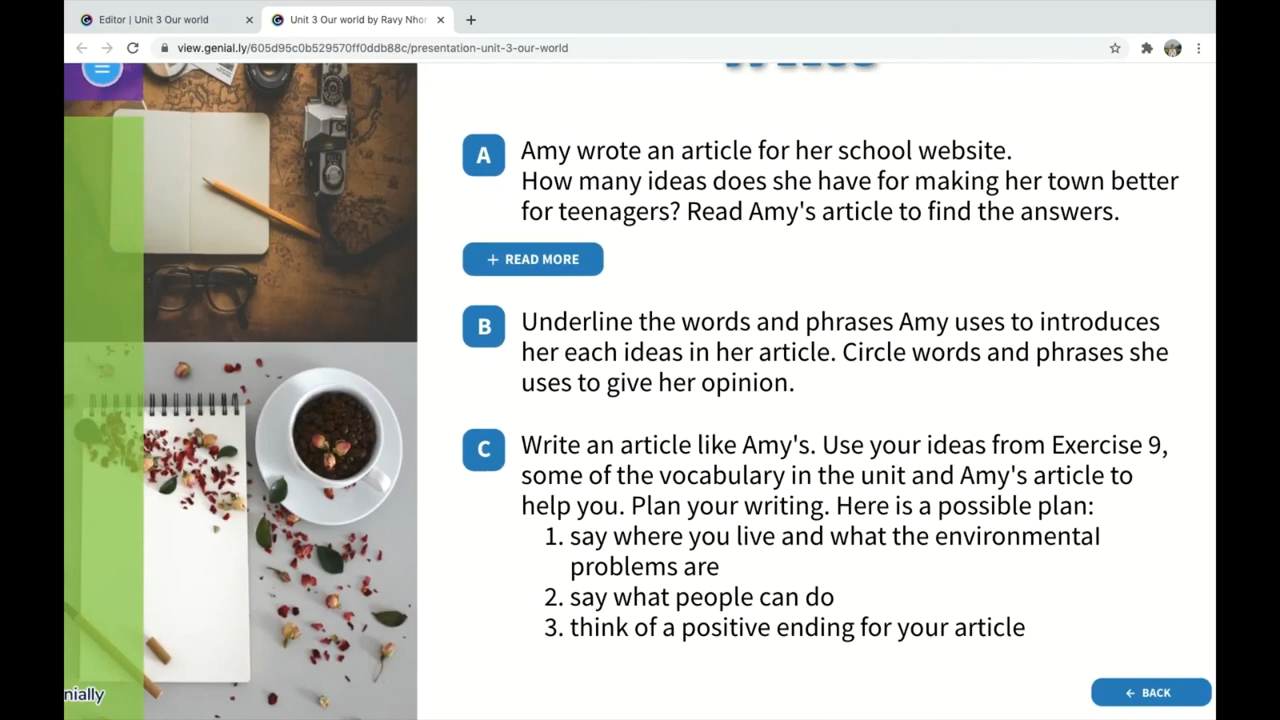 Editor | Unit 3 Our world
Unit 3 Our world by Ravy Nhor
view.genial.ly/605d95c0b529570ff0ddb88c/presentation-unit-3-our-world
A
Amy wrote an article for her school website.
How many ideas does she have for making her town better
for teenagers? Read Amy's article to find the answers.
+ READ MORE
B
Underline the words and phrases Amy uses to introduces
her each ideas in her article. Circle words and phrases she
uses to give her opinion.
C
Write an article like Amy's. Use your ideas from Exercise 9,
some of the vocabulary in the unit and Amy's article to
help you. Plan your writing. Here is a possible plan:
1. say where you live and what the environmental
problems are
2. say what people can do
3. think of a positive ending for your article
nially
← BACK